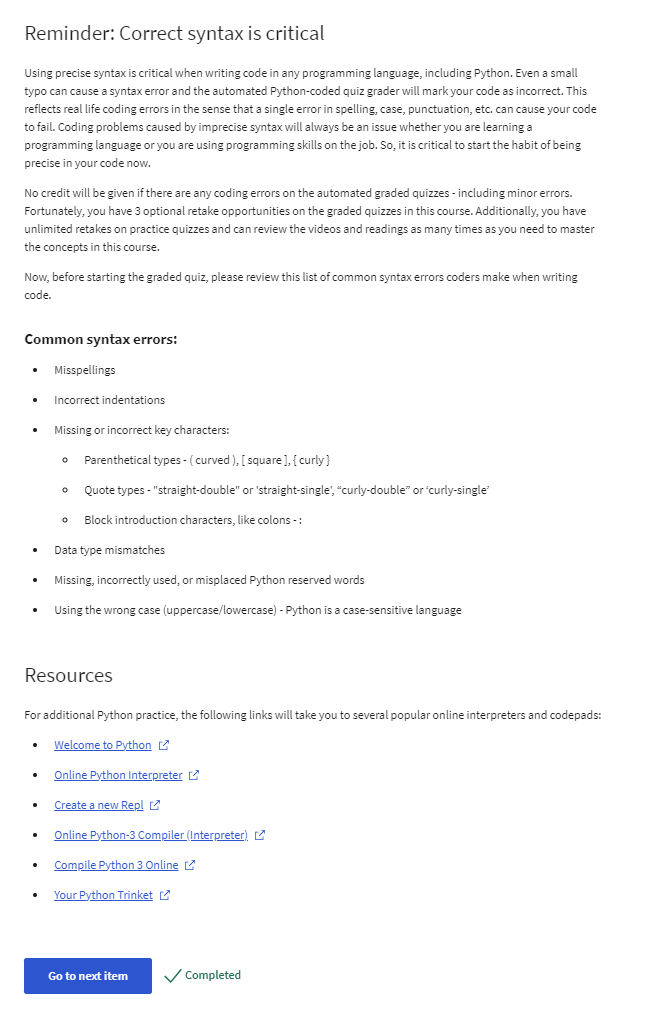 Reminder: Correct syntax is critical
Using precise syntax is critical when writing code in any programming language, including Python. Even a small
typo can cause a syntax error and the automated Python-coded quiz grader will mark your code as incorrect. This
reflects real life coding errors in the sense that a single error in spelling, case, punctuation, etc. can cause your code
to fail. Coding problems caused by imprecise syntax will always be an issue whether you are learning a
programming language or you are using programming skills on the job. So, it is critical to start the habit of being
precise in your code now.
No credit will be given if there are any coding errors on the automated graded quizzes - including minor errors.
Fortunately, you have 3 optional retake opportunities on the graded quizzes in this course. Additionally, you have
unlimited retakes on practice quizzes and can review the videos and readings as many times as you need to master
the concepts in this course.
Now, before starting the graded quiz, please review this list of common syntax errors coders make when writing
code.
Common syntax errors:
• Misspellings
• Incorrect indentations
• Missing or incorrect key characters:
○ Parenthetical types - ( curved ), [ square ], { curly }
○ Quote types - "straight-double" or 'straight-single', “curly-double” or ‘curly-single’
○ Block introduction characters, like colons - :
• Data type mismatches
• Missing, incorrectly used, or misplaced Python reserved words
• Using the wrong case (uppercase/lowercase) - Python is a case-sensitive language
Resources
For additional Python practice, the following links will take you to several popular online interpreters and codepads:
• Welcome to Python
• Online Python Interpreter
• Create a new Repl
• Online Python-3 Compiler (Interpreter)
• Compile Python 3 Online
• Your Python Trinket
Go to next item Completed